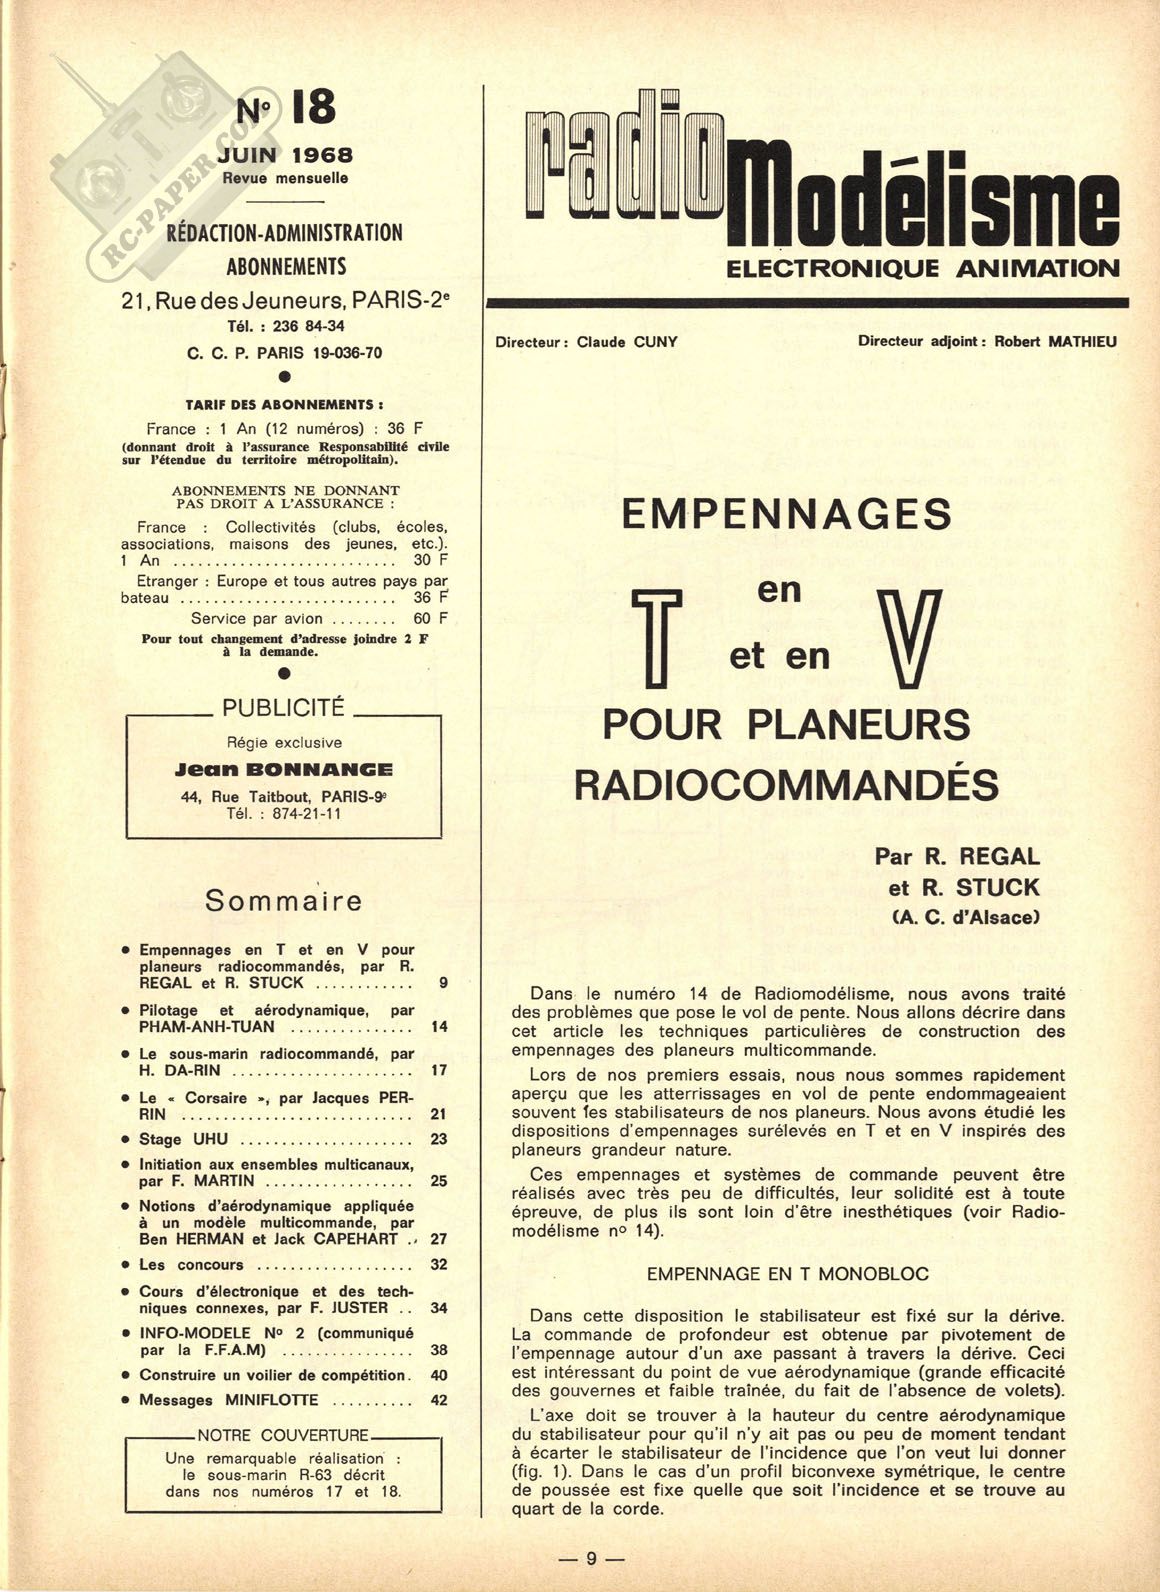 RC-PAPER.COM
N° 18
JUIN 1968
Revue mensuelle
RÉDACTION-ADMINISTRATION
ABONNEMENTS
21, Rue des Jeuneurs, PARIS-2e
Tél. : 236 84-34
C. C. P. PARIS 19-036-70
●
TARIF DES ABONNEMENTS :
France : 1 An (12 numéros) : 36 F
(donnant droit à l'assurance Responsabilité civile
sur l'étendue du territoire métropolitain).
ABONNEMENTS NE DONNANT
PAS DROIT A L'ASSURANCE :
France : Collectivités (clubs, écoles,
associations, maisons des jeunes, etc.).
1 An .......................... 30 F
Etranger : Europe et tous autres pays par
bateau ......................... 36 F
Service par avion ........ 60 F
Pour tout changement d'adresse joindre 2 F
à la demande.
●
PUBLICITÉ
Régie exclusive
Jean BONNANGE
44, Rue Taitbout, PARIS-9e
Tél. : 874-21-11
Sommaire
● Empennages en T et en V pour
planeurs radiocommandés, par R.
REGAL et R. STUCK ............ 9
● Pilotage et aérodynamique, par
PHAM-ANH-TUAN ............... 14
● Le sous-marin radiocommandé, par
H. DA-RIN ...................... 17
● Le « Corsaire », par Jacques PER-
RIN ............................ 21
● Stage UHU ..................... 23
● Initiation aux ensembles multicanaux,
par F. MARTIN .................. 25
● Notions d'aérodynamique appliquée
à un modèle multicommande, par
Ben HERMAN et Jack CAPEHART .. 27
● Les concours ................... 32
● Cours d'électronique et des tech-
niques connexes, par F. JUSTER .. 34
● INFO-MODELE No 2 (communiqué
par la F.F.A.M) ................ 38
● Construire un voilier de compétition. 40
● Messages MINIFLOTTE .......... 42
NOTRE COUVERTURE
Une remarquable réalisation :
le sous-marin R-63 décrit
dans nos numéros 17 et 18.
radio
Modélisme
ELECTRONIQUE ANIMATION
Directeur : Claude CUNY Directeur adjoint : Robert MATHIEU
EMPENNAGES
en
T et en V
POUR PLANEURS
RADIOCOMMANDÉS
Par R. REGAL
et R. STUCK
(A. C. d'Alsace)
Dans le numéro 14 de Radiomodélisme, nous avons traité
des problèmes que pose le vol de pente. Nous allons décrire dans
cet article les techniques particulières de construction des
empennages des planeurs multicommande.
Lors de nos premiers essais, nous nous sommes rapidement
aperçu que les atterrissages en vol de pente endommageaient
souvent les stabilisateurs de nos planeurs. Nous avons étudié les
dispositions d'empennages surélevés en T et en V inspirés des
planeurs grandeur nature.
Ces empennages et systèmes de commande peuvent être
réalisés avec très peu de difficultés, leur solidité est à toute
épreuve, de plus ils sont loin d'être inesthétiques (voir Radio-
modélisme no 14).
EMPENNAGE EN T MONOBLOC
Dans cette disposition le stabilisateur est fixé sur la dérive.
La commande de profondeur est obtenue par pivotement de
l'empennage autour d'un axe passant à travers la dérive. Ceci
est intéressant du point de vue aérodynamique (grande efficacité
des gouvernes et faible traînée, du fait de l'absence de volets).
L'axe doit se trouver à la hauteur du centre aérodynamique
du stabilisateur pour qu'il n'y ait pas ou peu de moment tendant
à écarter le stabilisateur de l'incidence que l'on veut lui donner
(fig. 1). Dans le cas d'un profil biconvexe symétrique, le centre
de poussée est fixe quelle que soit l'incidence et se trouve au
quart de la corde.
— 9 —